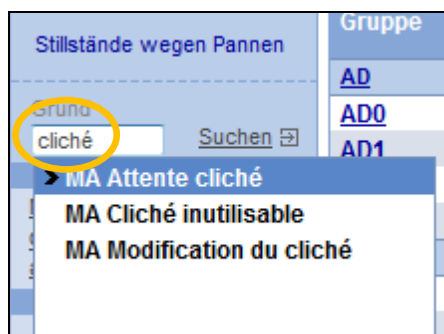 Stillstände wegen Pannen
Grund
cliché
Suchen
MA Attente cliché
MA Cliché inutilisable
MA Modification du cliché
Gruppe
AD
AD0
AD1